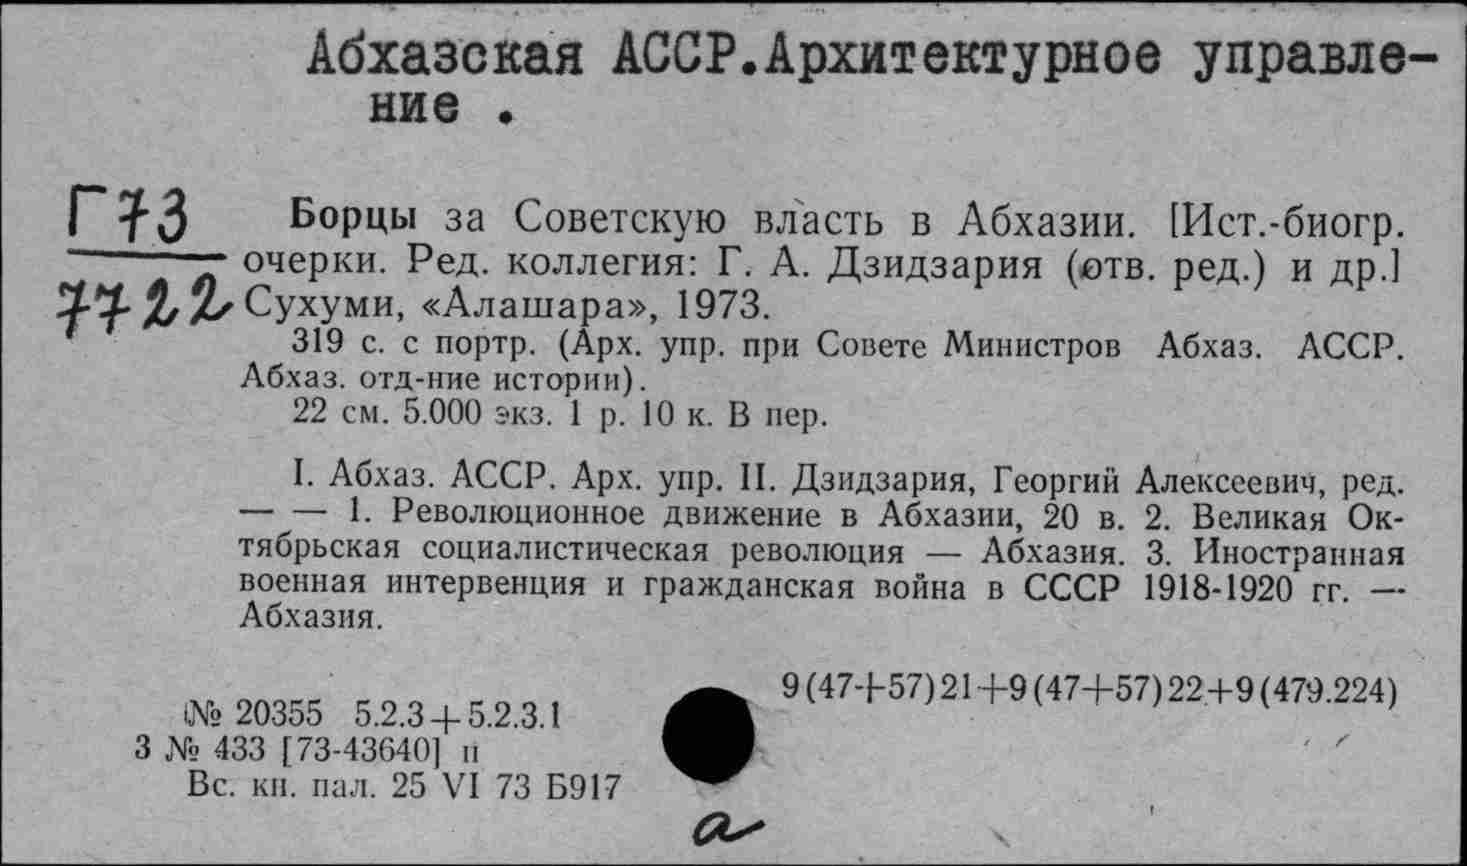 Абхазская АССР.Архитектурное управле-
ние .
Г73
7722
Борцы за Советскую власть в Абхазии. [Ист.-биогр.
очерки. Ред. коллегия: Г. А. Дзидзария (отв. ред.) и др.]
Сухуми, «Алашара», 1973.
319 с. с портр. (Арх. упр. при Совете Министров Абхаз. АССР.
Абхаз. отд-ние истории).
22 см. 5.000 экз. 1 р. 10 к. В пер.
I. Абхаз. АССР. Арх. упр. II. Дзидзария, Георгий Алексеевич, ред.
— — 1. Революционное движение в Абхазии, 20 в. 2. Великая Ок-
тябрьская социалистическая революция — Абхазия. 3. Иностранная
военная интервенция и гражданская война в СССР 1918-1920 гг. —
Абхазия.
9(47+57)21+9(47+57)22+9(479.224)
№ 20355 5.2.3+5.2.3.1
3 № 433 [73-43640] п
Вс. кн. пал. 25 VI 73 Б917
а